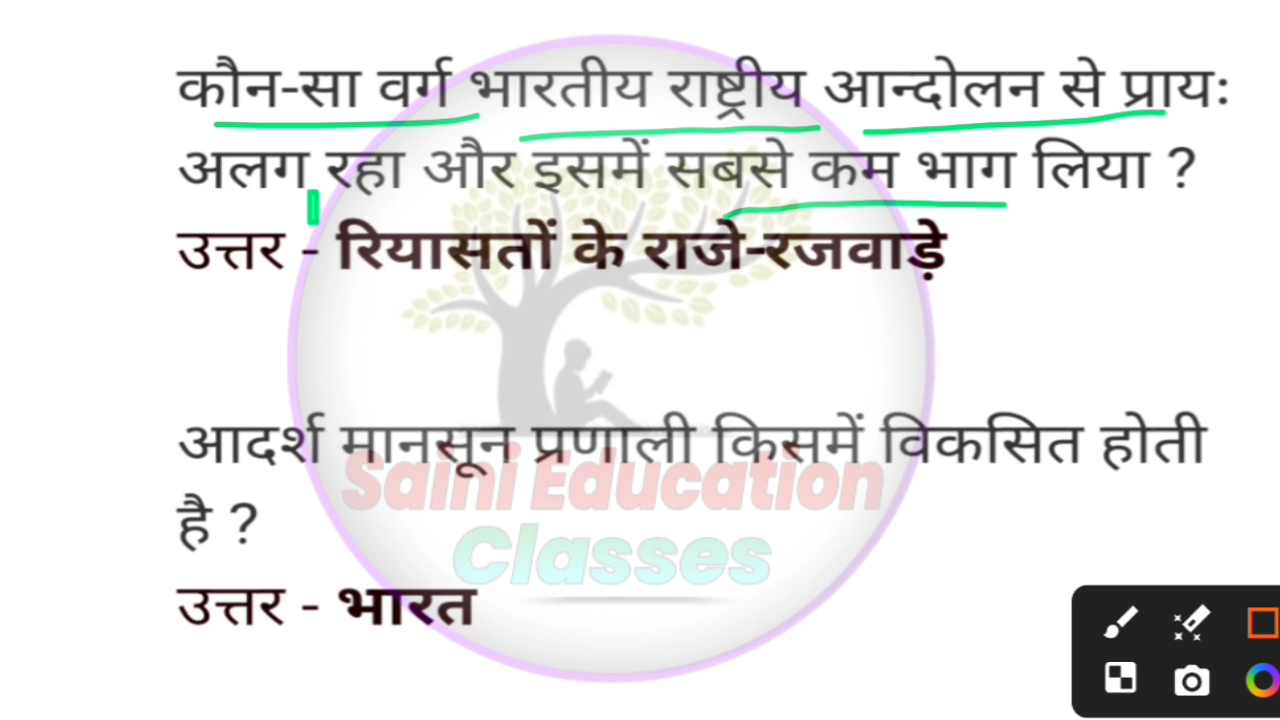 कौन-सा वर्ग भारतीय राष्ट्रीय आन्दोलन से प्रायः
अलग रहा और इसमें सबसे कम भाग लिया ?
उत्तर - रियासतों के राजे-रजवाड़े
आदर्श मानसून प्रणाली किसमें विकसित होती
है ?
Saini Education
Classes
उत्तर - भारत